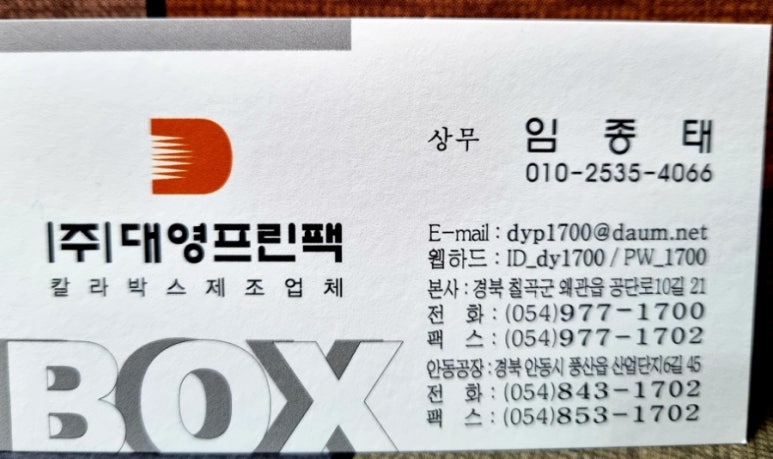 |주|대영프린팩
칼라박스제조업체
BOX
상무 임종태
010-2535-4066
E-mail : dyp1700@daum.net
웹하드 : ID_dy1700 / PW_1700
본사 : 경북 칠곡군 왜관읍 공단로10길 21
전 화 : (054)977-1700
팩 스 : (054)977-1702
안동공장 : 경북 안동시 풍산읍 산업단지6길 45
전 화 : (054)843-1702
팩 스 : (054)853-1702